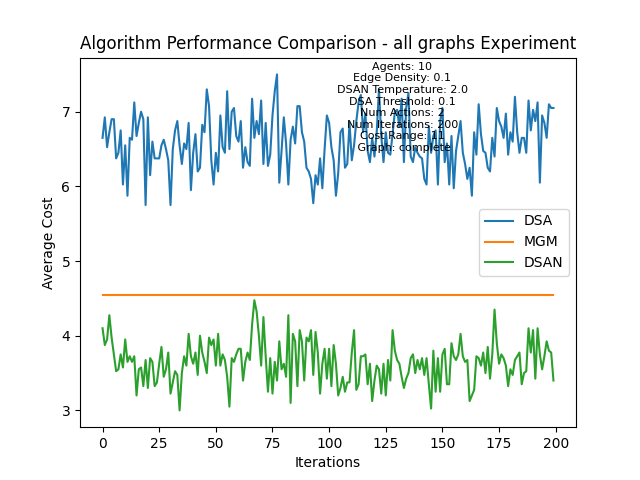 Algorithm Performance Comparison - all graphs Experiment
Agents: 10
Edge Density: 0.1
DSAN Temperature: 2.0
DSA Threshold: 0.1
Num Actions: 2
Num Iterations: 200
Cost Range: 11
Graph: complete
7
6
5
4
3
Average Cost
DSA
MGM
DSAN
0
25
50
75
100
125
150
175
200
Iterations